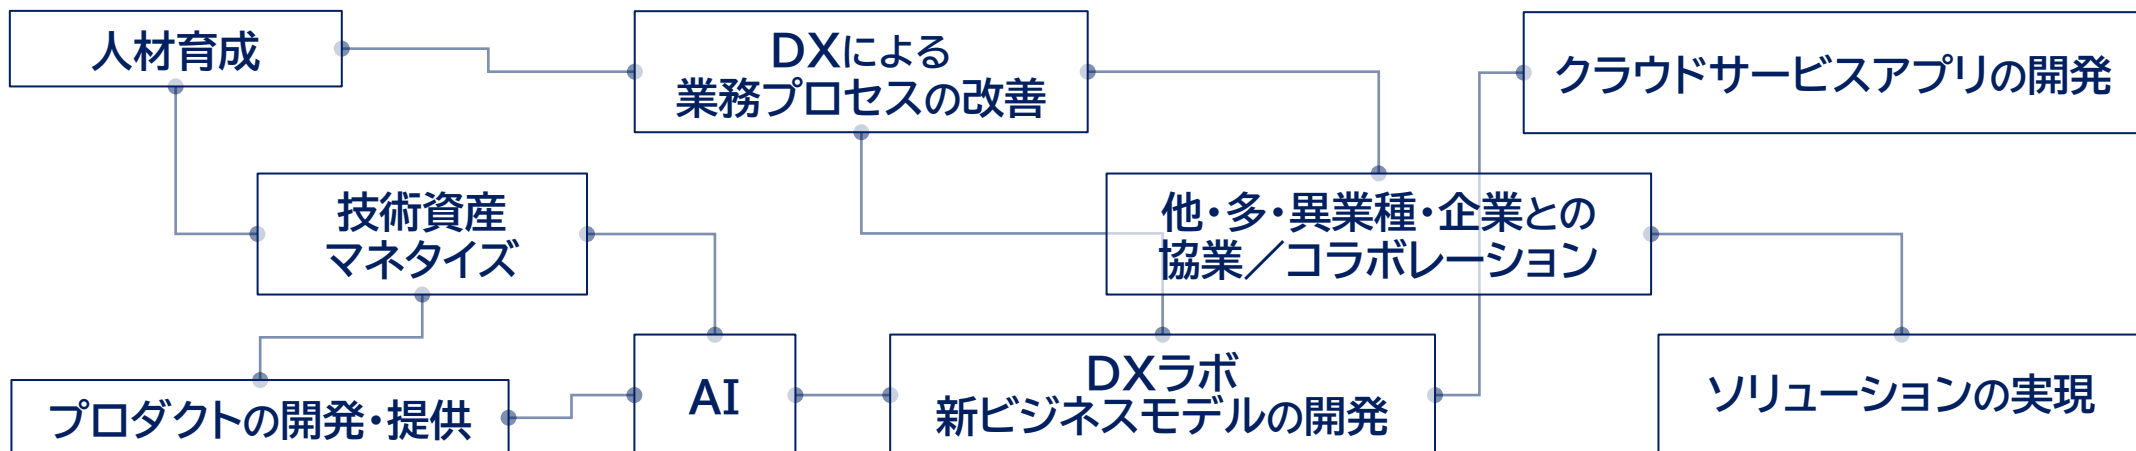 人材育成
DXによる
業務プロセスの改善
クラウドサービスアプリの開発
技術資産
マネタイズ
他・多・異業種・企業との
協業／コラボレーション
プロダクトの開発・提供
AI
DXラボ
新ビジネスモデルの開発
ソリューションの実現